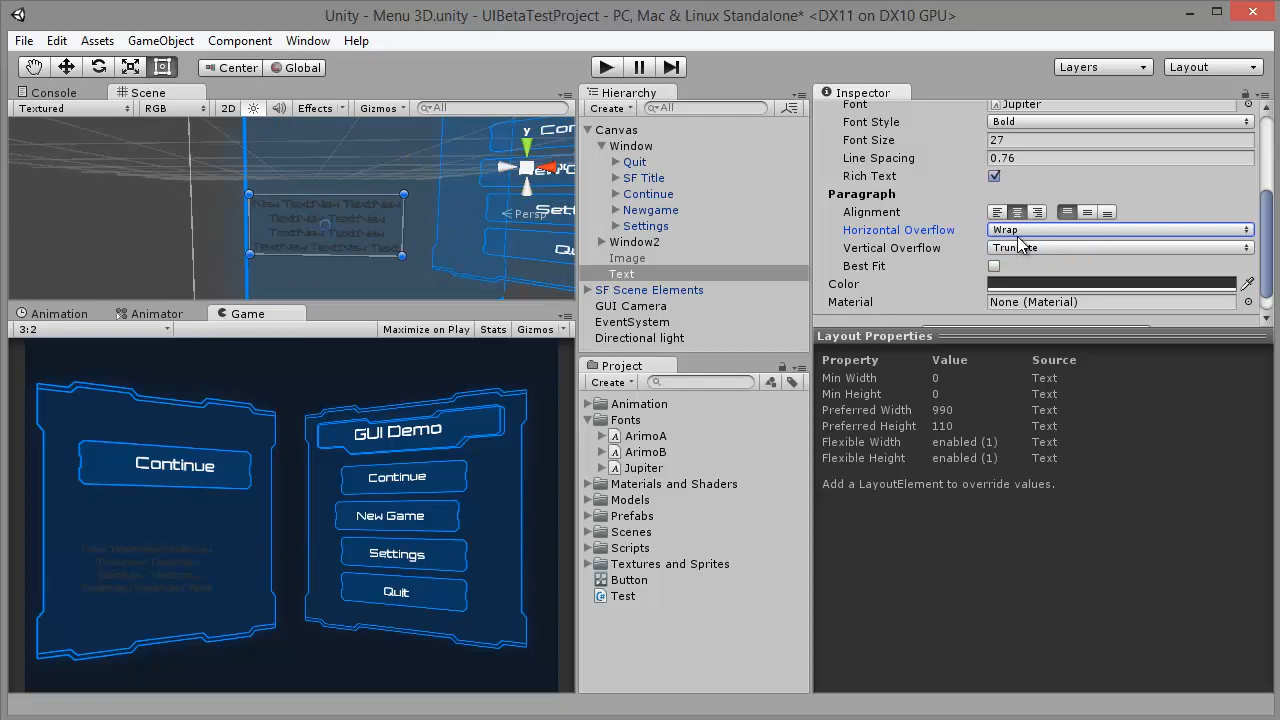 Unity - Menu 3D.unity - UIBetaTestProject - PC, Mac & Linux Standalone* <DX11 on DX10 GPU>
File Edit Assets GameObject Component Window Help
Center Global Layers Layout
Console Scene
Textured RGB 2D Effects Gizmos All
y
Persp
New TextNew TextNew
Continue
GUI Demo
Continue
New Game
Settings
Quit
Animation Animator Game
3:2 Maximize on Play Stats Gizmos
Hierarchy
Create All
Canvas
Window
Quit
SF Title
Continue
Newgame
Settings
Window2
Image
Text
SF Scene Elements
GUI Camera
EventSystem
Directional light
Project
Create
Animation
Fonts
ArimoA
ArimoB
Jupiter
Materials and Shaders
Models
Prefabs
Scenes
Scripts
Textures and Sprites
Button
Test
Inspector
Font Jupiter
Font Style Bold
Font Size 27
Line Spacing 0.76
Rich Text
Paragraph
Alignment
Horizontal Overflow Wrap
Vertical Overflow Truncate
Best Fit
Color
Material None (Material)
Layout Properties
Property Value Source
Min Width 0 Text
Min Height 0 Text
Preferred Width 990 Text
Preferred Height 110 Text
Flexible Width enabled (1) Text
Flexible Height enabled (1) Text
Add a LayoutElement to override values.